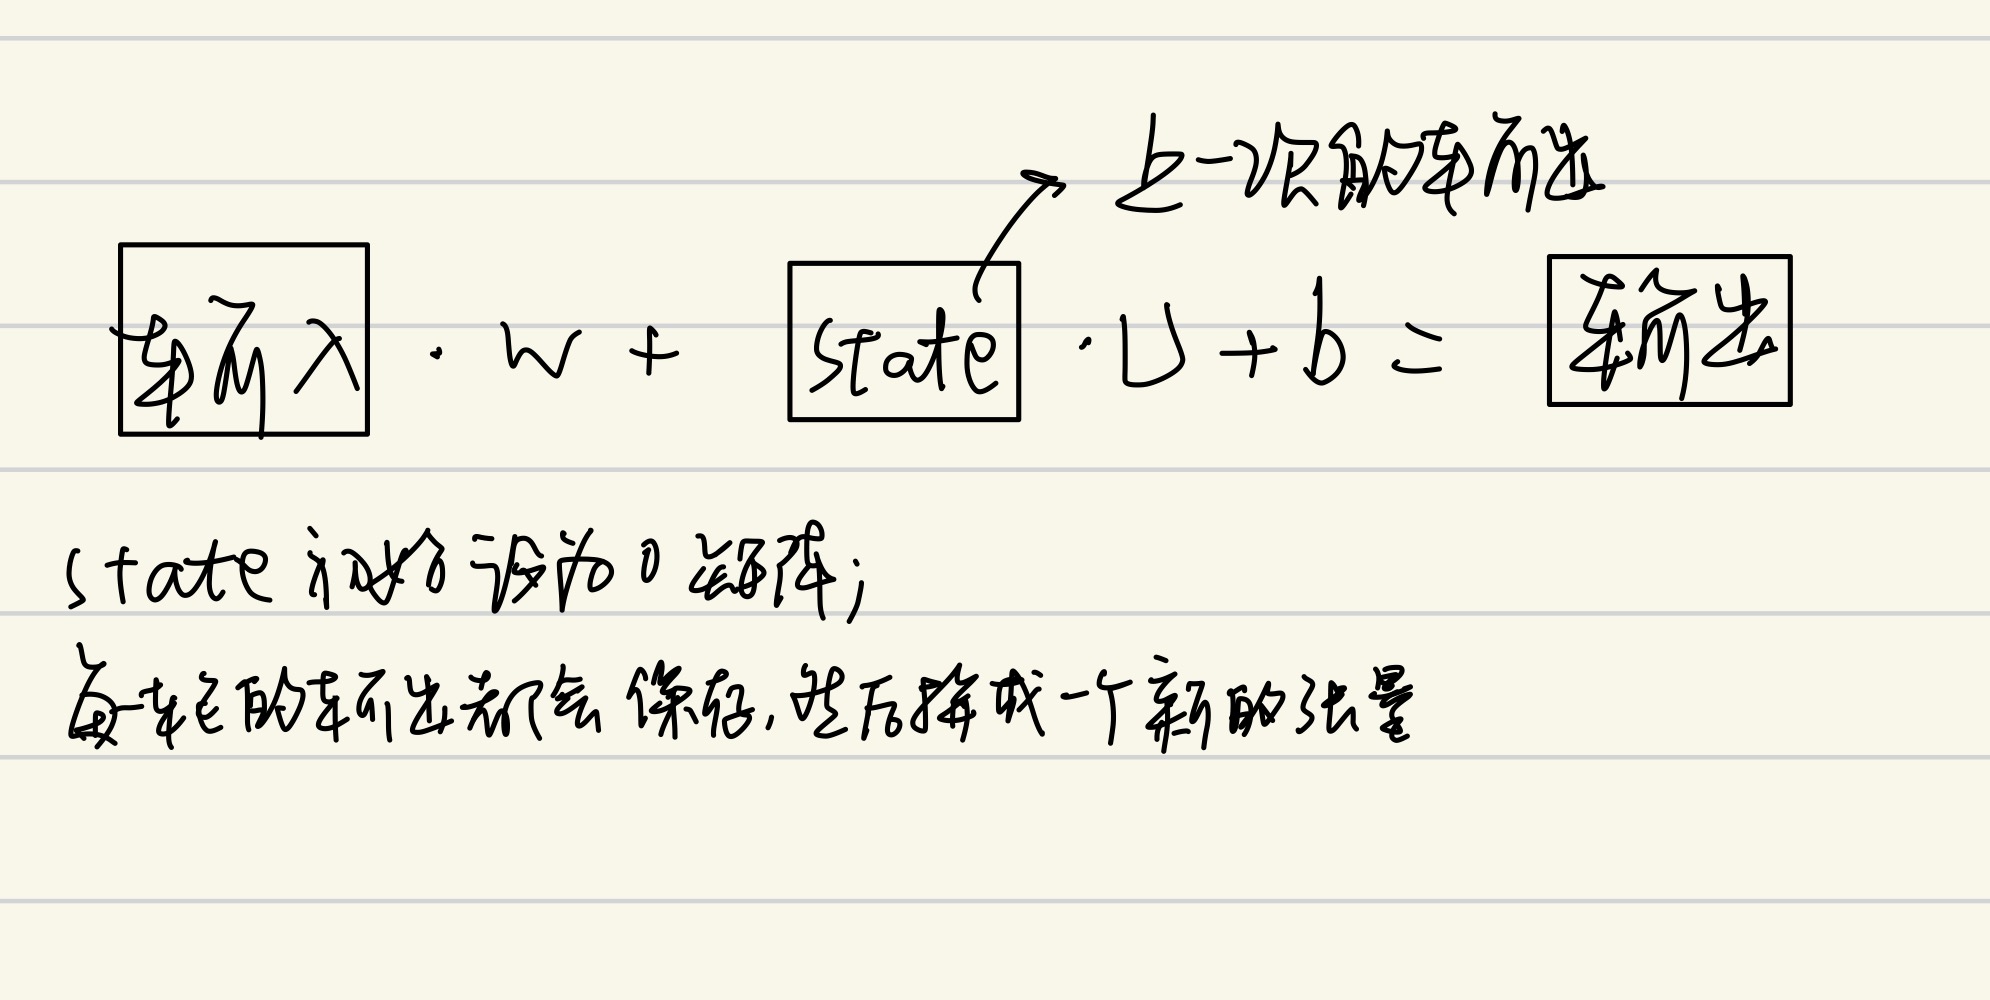 上一次的输出
输入 · w + state · U + b = 输出
state 初始设为 0 矩阵;
每一轮的输出都会保存,然后拼成一个新的张量